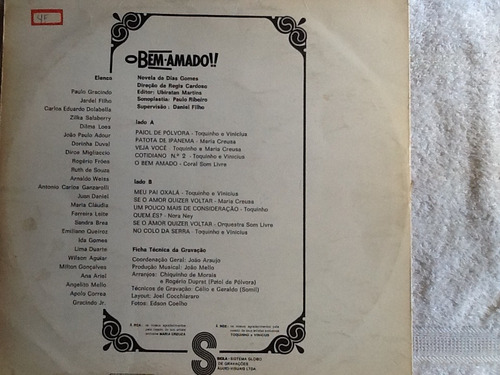 O BEM-AMADO!!
Elenco
Paulo Gracindo
Jardel Filho
Carlos Eduardo Dolabella
Zilka Salaberry
Dilma Loes
João Paulo Adour
Dorinha Duval
Dirce Migliaccio
Rogério Fróes
Ruth de Souza
Arnaldo Weiss
Antonio Carlos Ganzarolli
Juan Daniel
Maria Cláudia
Ferreira Leite
Sandra Brea
Emiliano Queiroz
Ida Gomes
Lima Duarte
Wilson Aguiar
Milton Gonçalves
Ana Ariel
Angelito Mello
Apolo Correa
Gracindo Jr.
Novela de Dias Gomes
Direção de Regis Cardoso
Editor: Ubiratan Martins
Sonoplastia: Paulo Ribeiro
Supervisão: Daniel Filho
lado A
PAIOL DE PÓLVORA - Toquinho e Vinicius
PATOTA DE IPANEMA - Maria Creusa
VEJA VOCÊ - Toquinho e Maria Creusa
COTIDIANO N.º 2 - Toquinho e Vinicius
O BEM AMADO - Coral Som Livre
lado B
MEU PAI OXALÁ - Toquinho e Vinicius
SE O AMOR QUIZER VOLTAR - Maria Creusa
UM POUCO MAIS DE CONSIDERAÇÃO - Toquinho
QUEM ÉS? - Nora Ney
SE O AMOR QUIZER VOLTAR - Orquestra Som Livre
NO COLO DA SERRA - Toquinho e Vinicius
Ficha Técnica da Gravação
Coordenação Geral: João Araujo
Produção Musical: João Mello
Arranjos: Chiquinho de Morais
e Rogério Duprat (Paiol de Pólvora)
Técnicos de Gravação: Célio e Geraldo (Somil)
Layout: Joel Cocchiararo
Fotos: Edson Coelho
MARIA CREUSA
TOQUINHO e VINICIUS
SIGLA - SISTEMA GLOBO
DE GRAVAÇÕES
AUDIO-VISUAIS LTDA